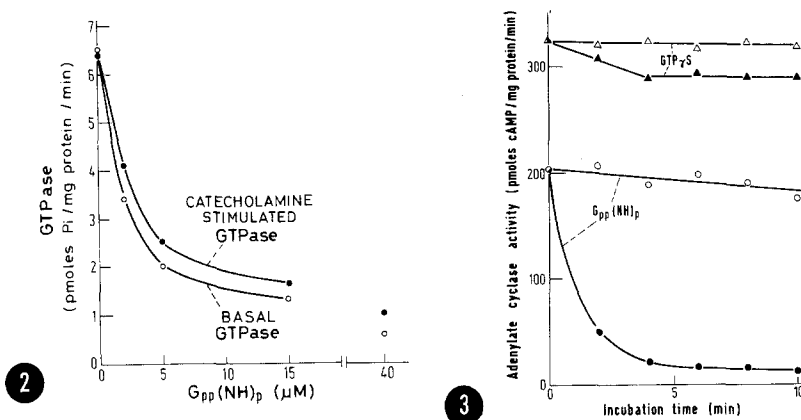 7
6
5
4
3
2
1
0
GTPase
(pmoles Pi/mg protein/min)
CATECHOLAMINE
STIMULATED
GTPase
BASAL
GTPase
0 5 10 15 40
Gpp(NH)p (μM)
2
300
200
100
0
Adenylate cyclase activity (pmoles cAMP/mg protein/min)
GTPγS
Gpp(NH)p
0 5 10
Incubation time (min)
3